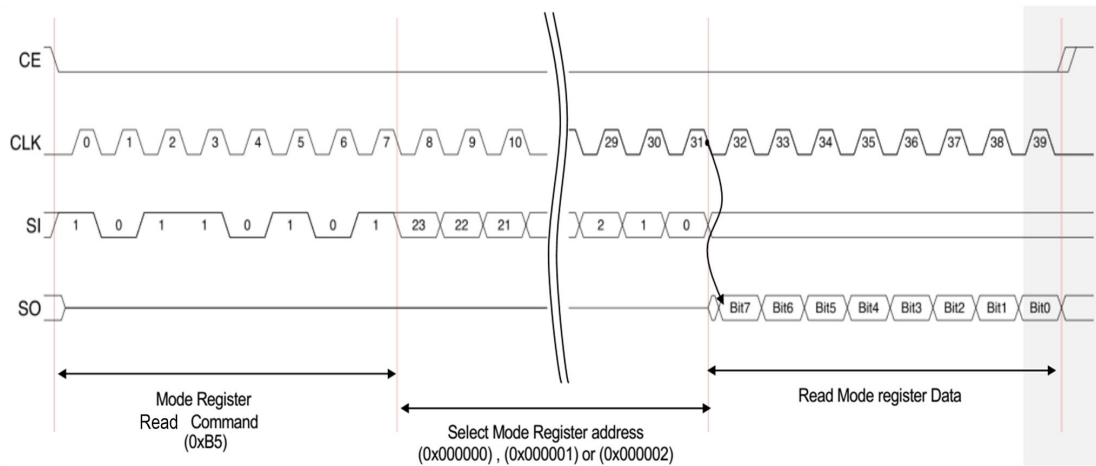 CE
CLK 0 1 2 3 4 5 6 7 8 9 10 29 30 31 32 33 34 35 36 37 38 39
SI 1 0 1 1 0 1 0 1 23 22 21 2 1 0
SO Bit7 Bit6 Bit5 Bit4 Bit3 Bit2 Bit1 Bit0
Mode Register
Read Command
(0xB5)
Select Mode Register address
(0x000000) , (0x000001) or (0x000002)
Read Mode register Data